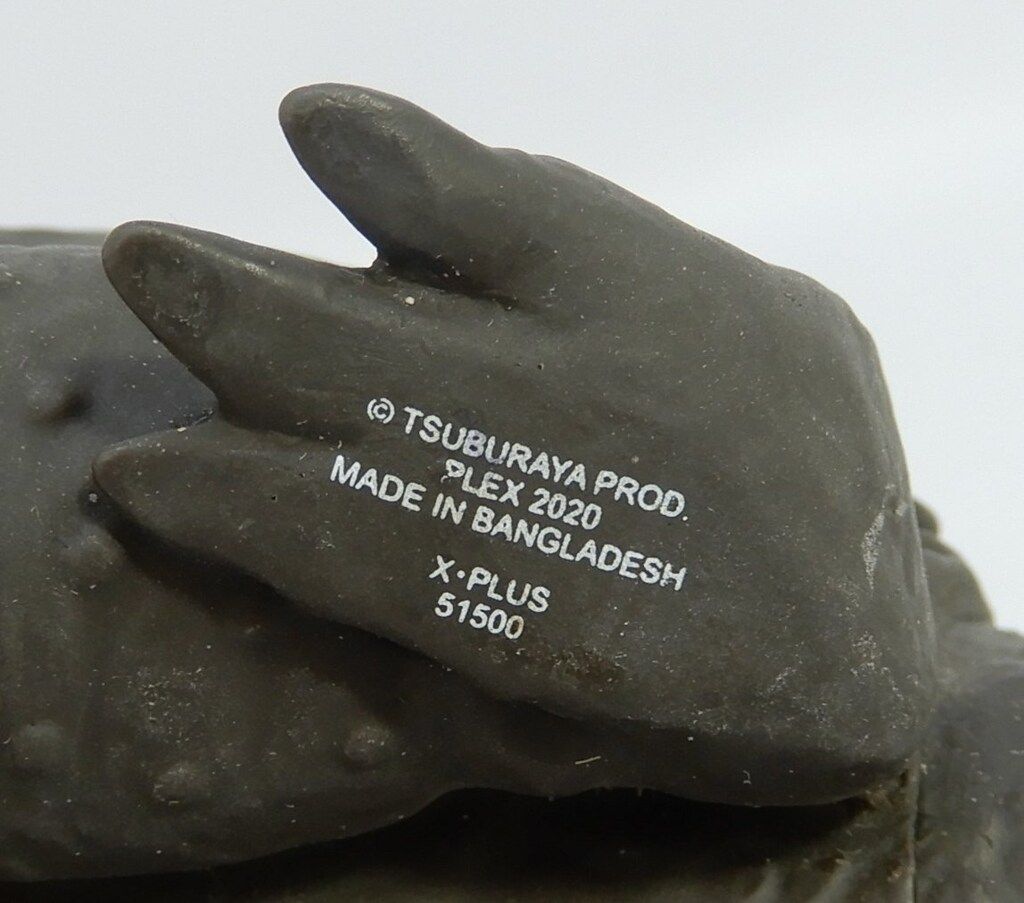 © TSUBURAYA PROD.
PLEX 2020
MADE IN BANGLADESH
X·PLUS
51500